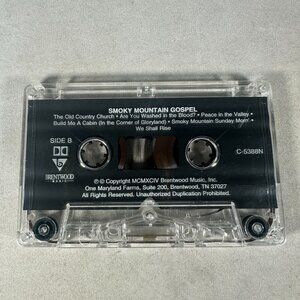 SMOKY MOUNTAIN GOSPEL
The Old Country Church • Are You Washed in the Blood? • Peace in the Valley •
Build Me A Cabin (In the Corner of Gloryland) • Smoky Mountain Sunday Morn •
We Shall Rise
SIDE B
C-5388N
BRENTWOOD
MUSIC
℗ © Copyright MCMXCIV Brentwood Music, Inc.
One Maryland Farms, Suite 200, Brentwood, TN 37027
All Rights Reserved. Unauthorized Duplication Prohibited.